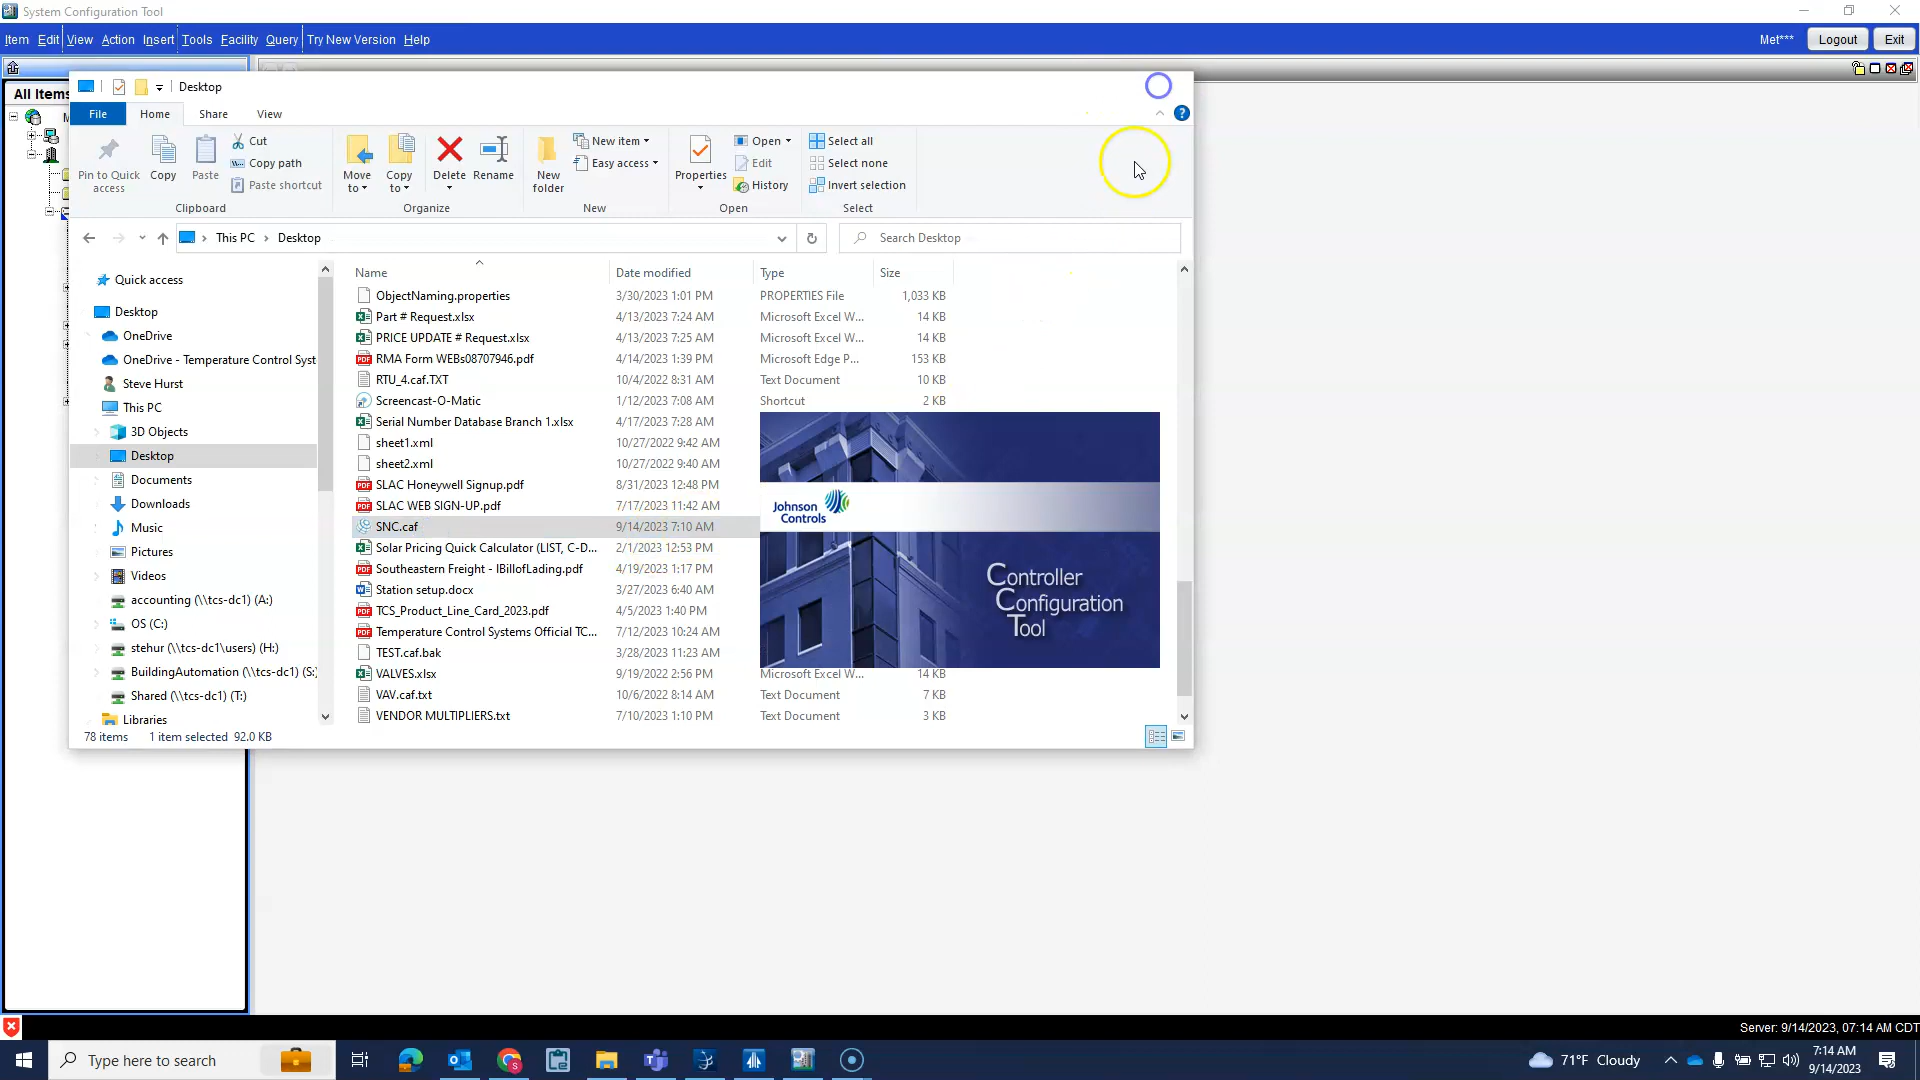 System Configuration Tool
Item Edit View Action Insert Tools Facility Query Try New Version Help
Met*** Logout Exit
All Items
Desktop
File Home Share View
Pin to Quick access
Copy
Paste
Cut
Copy path
Paste shortcut
Clipboard
Move to
Copy to
Delete
Rename
Organize
New folder
New item
Easy access
New
Properties
Open
Edit
History
Open
Select all
Select none
Invert selection
Select
This PC Desktop
Search Desktop
Quick access
Desktop
OneDrive
OneDrive - Temperature Control Syst
Steve Hurst
This PC
3D Objects
Desktop
Documents
Downloads
Music
Pictures
Videos
accounting (\\tcs-dc1) (A:)
OS (C:)
stehur (\\tcs-dc1\users) (H:)
BuildingAutomation (\\tcs-dc1) (S:)
Shared (\\tcs-dc1) (T:)
Libraries
Name Date modified Type Size
ObjectNaming.properties 3/30/2023 1:01 PM PROPERTIES File 1,033 KB
Part # Request.xlsx 4/13/2023 7:24 AM Microsoft Excel W... 14 KB
PRICE UPDATE # Request.xlsx 4/13/2023 7:25 AM Microsoft Excel W... 14 KB
RMA Form WEBs08707946.pdf 4/14/2023 1:39 PM Microsoft Edge P... 153 KB
RTU_4.caf.TXT 10/4/2022 8:31 AM Text Document 10 KB
Screencast-O-Matic 1/12/2023 7:08 AM Shortcut 2 KB
Serial Number Database Branch 1.xlsx 4/17/2023 7:28 AM
sheet1.xml 10/27/2022 9:42 AM
sheet2.xml 10/27/2022 9:40 AM
SLAC Honeywell Signup.pdf 8/31/2023 12:48 PM
SLAC WEB SIGN-UP.pdf 7/17/2023 11:42 AM
SNC.caf 9/14/2023 7:10 AM
Solar Pricing Quick Calculator (LIST, C-D... 2/1/2023 12:53 PM
Southeastern Freight - IBillofLading.pdf 4/19/2023 1:17 PM
Station setup.docx 3/27/2023 6:40 AM
TCS_Product_Line_Card_2023.pdf 4/5/2023 1:40 PM
Temperature Control Systems Official TC... 7/12/2023 10:24 AM
TEST.caf.bak 3/28/2023 11:23 AM
VALVES.xlsx 9/19/2022 2:56 PM Microsoft Excel W... 14 KB
VAV.caf.txt 10/6/2022 8:14 AM Text Document 7 KB
VENDOR MULTIPLIERS.txt 7/10/2023 1:10 PM Text Document 3 KB
Johnson
Controls
Controller
Configuration
Tool
78 items 1 item selected 92.0 KB
Server: 9/14/2023, 07:14 AM CDT
Type here to search
71°F Cloudy
7:14 AM
9/14/2023